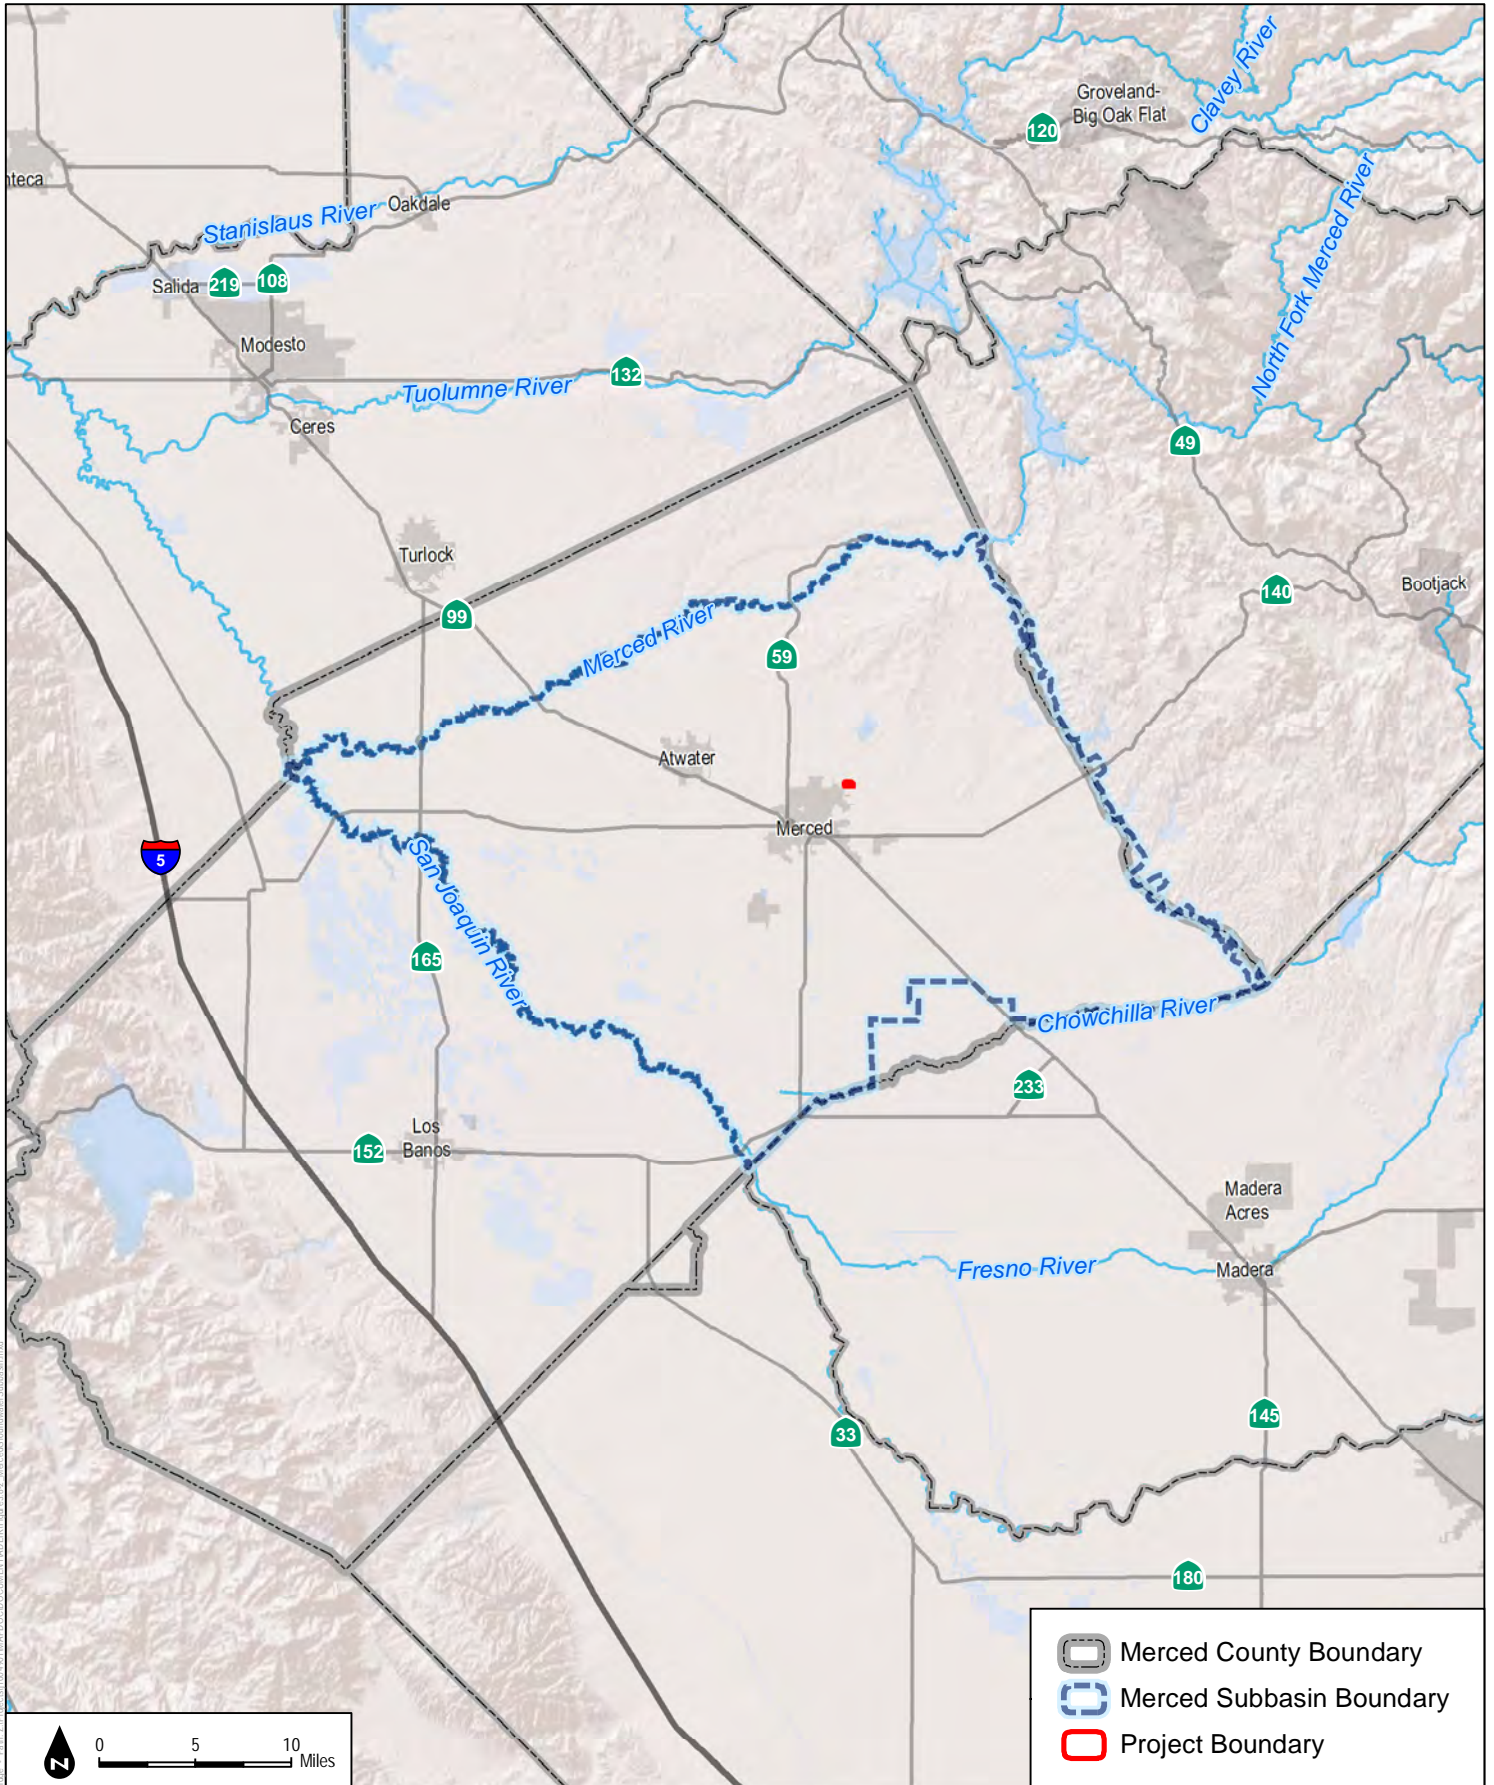 Clavey River
Groveland-
Big Oak Flat
120
nteca
Oakdale
Stanislaus River
North Fork Merced River
Salida
219
108
Modesto
132
Tuolumne River
Ceres
49
Turlock
Bootjack
140
99
Merced River
59
Atwater
Merced
5
San Joaquin River
165
Chowchilla River
233
Los
Banos
152
Madera
Acres
Fresno River
Madera
145
33
180
Merced County Boundary
Merced Subbasin Boundary
Project Boundary
N
0 5 10
Miles